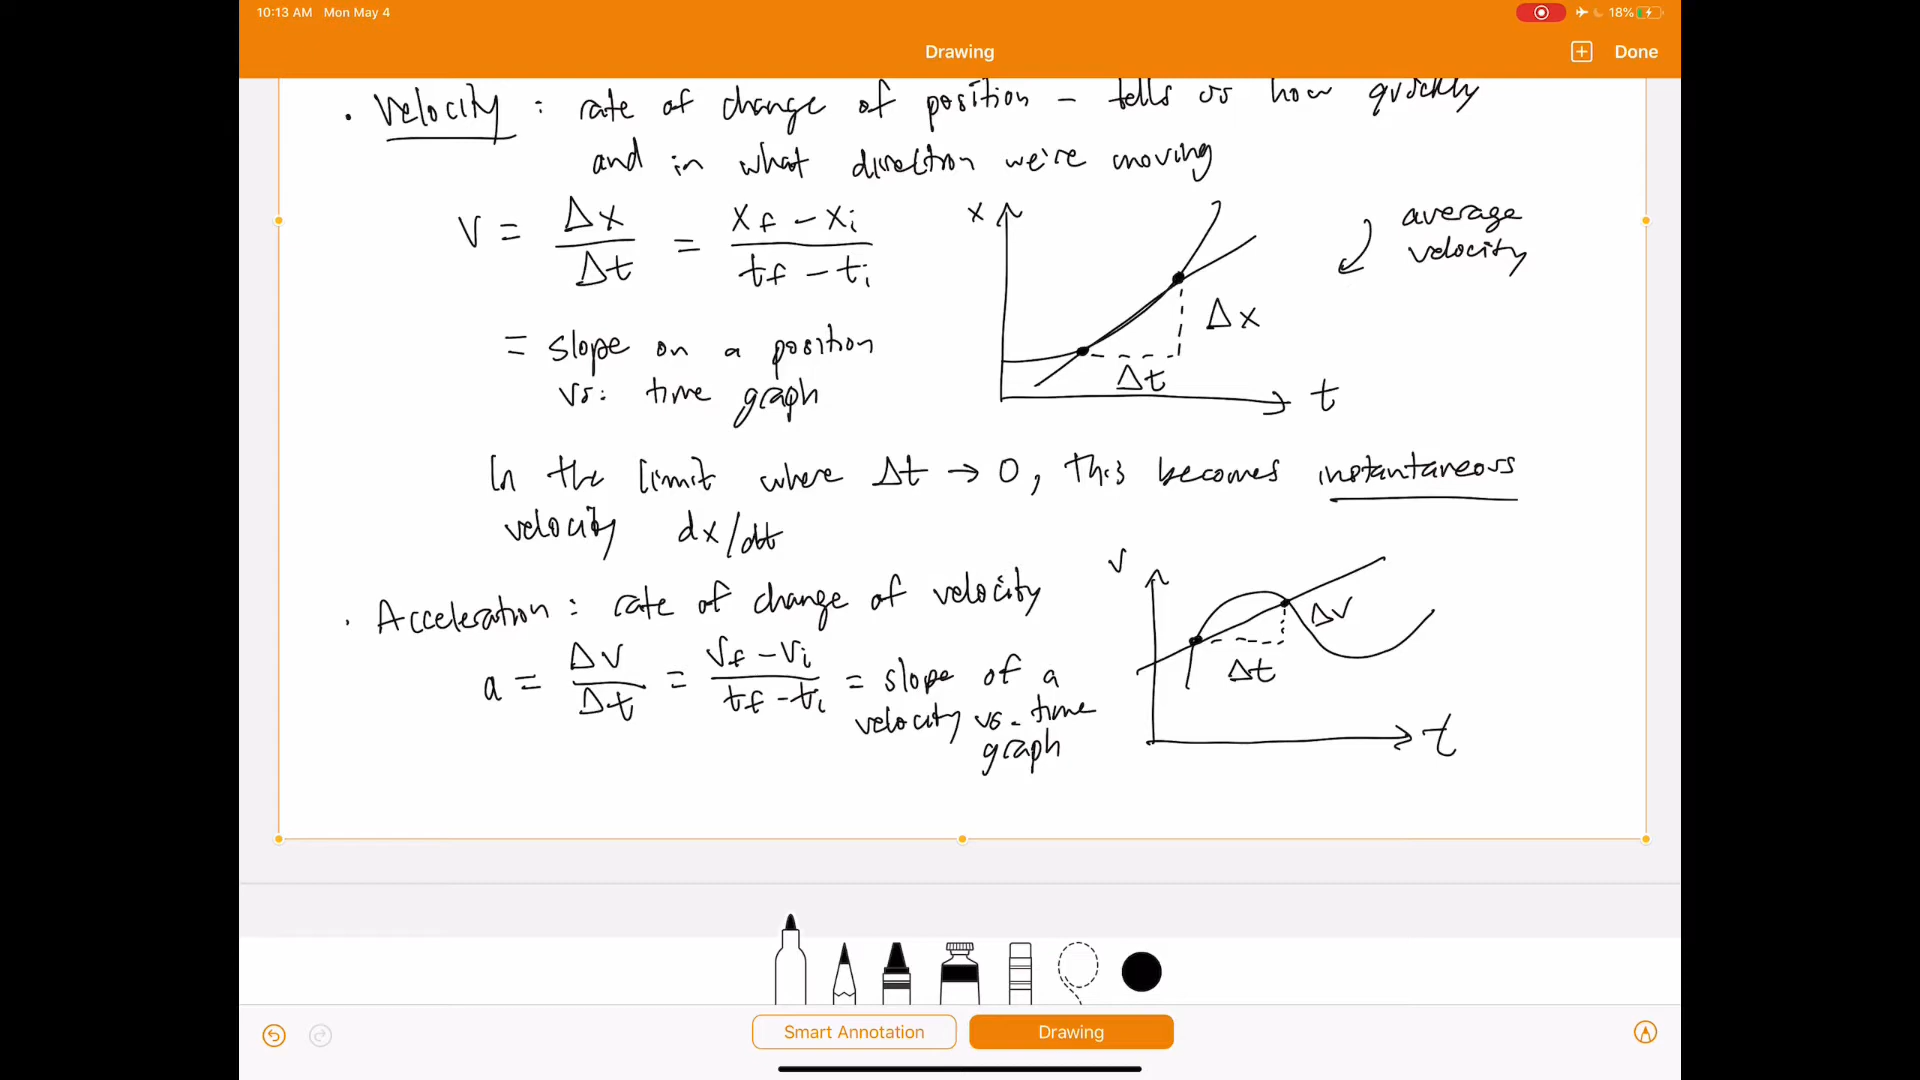 10:13 AM Mon May 4
18%
Drawing
Done
• Velocity : rate of change of position – tells us how quickly
and in what direction we're moving
V = Δx/Δt = xf – xi / tf – ti
x
average
velocity
Δx
= slope on a position
vs. time graph
Δt
t
In the limit where Δt → 0, this becomes instantaneous
velocity dx/dt
v
• Acceleration : rate of change of velocity
Δv
a = Δv/Δt = vf – vi / tf – ti = slope of a
velocity vs. time
graph
Δt
t
Smart Annotation
Drawing